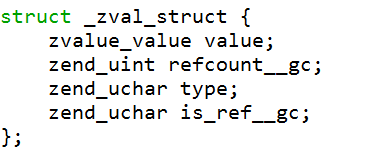 struct _zval_struct {
    zvalue_value value;
    zend_uint refcount__gc;
    zend_uchar type;
    zend_uchar is_ref__gc;
};